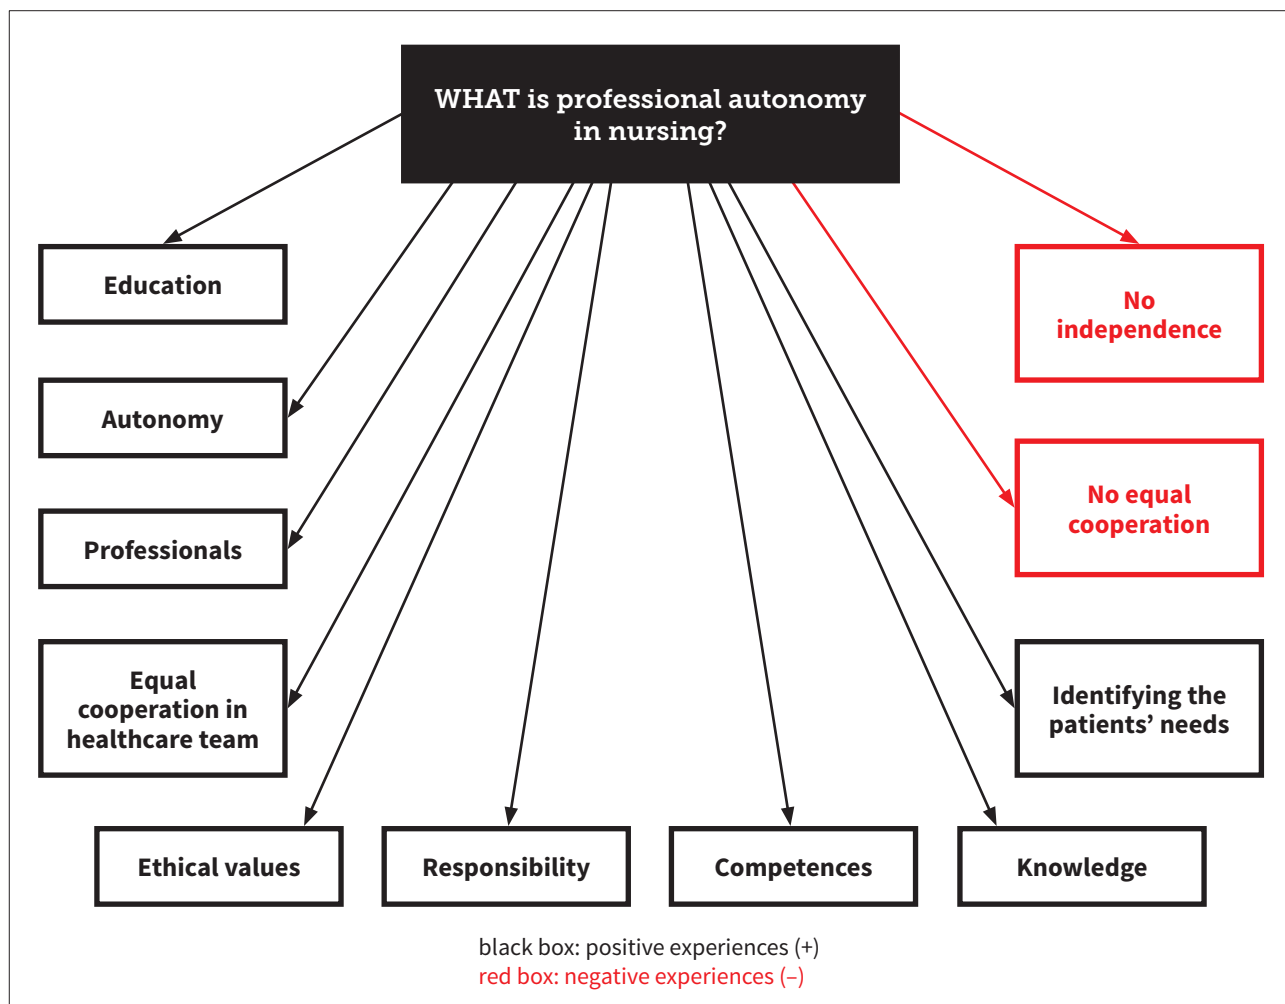 WHAT is professional autonomy
in nursing?
Education
Autonomy
Professionals
Equal
cooperation in
healthcare team
Ethical values
Responsibility
Competences
Knowledge
Identifying the
patients’ needs
No equal
cooperation
No
independence
black box: positive experiences (+)
red box: negative experiences (–)